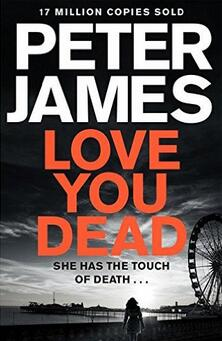 17 MILLION COPIES SOLD
PETER
JAMES
LOVE
YOU
DEAD
SHE HAS THE TOUCH
OF DEATH . . .